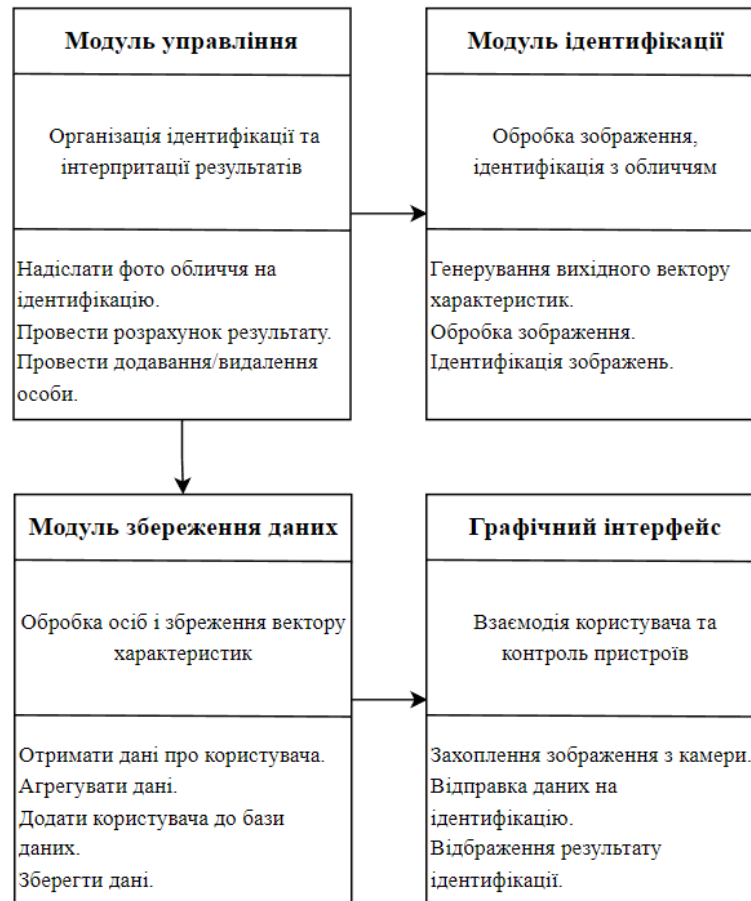 Модуль управління
Організація ідентифікації та
інтерпритації результатів
Надіслати фото обличчя на
ідентифікацію.
Провести розрахунок результату.
Провести додавання/видалення
особи.
Модуль ідентифікації
Обробка зображення,
ідентифікація з обличчям
Генерування вихідного вектору
характеристик.
Обробка зображення.
Ідентифікація зображень.
Модуль збереження даних
Обробка осіб і збреження вектору
характеристик
Отримати дані про користувача.
Агрегувати дані.
Додати користувача до бази
даних.
Зберегти дані.
Графічний інтерфейс
Взаємодія користувача та
контроль пристроїв
Захоплення зображення з камери.
Відправка даних на
ідентифікацію.
Відбраження результату
ідентифікації.